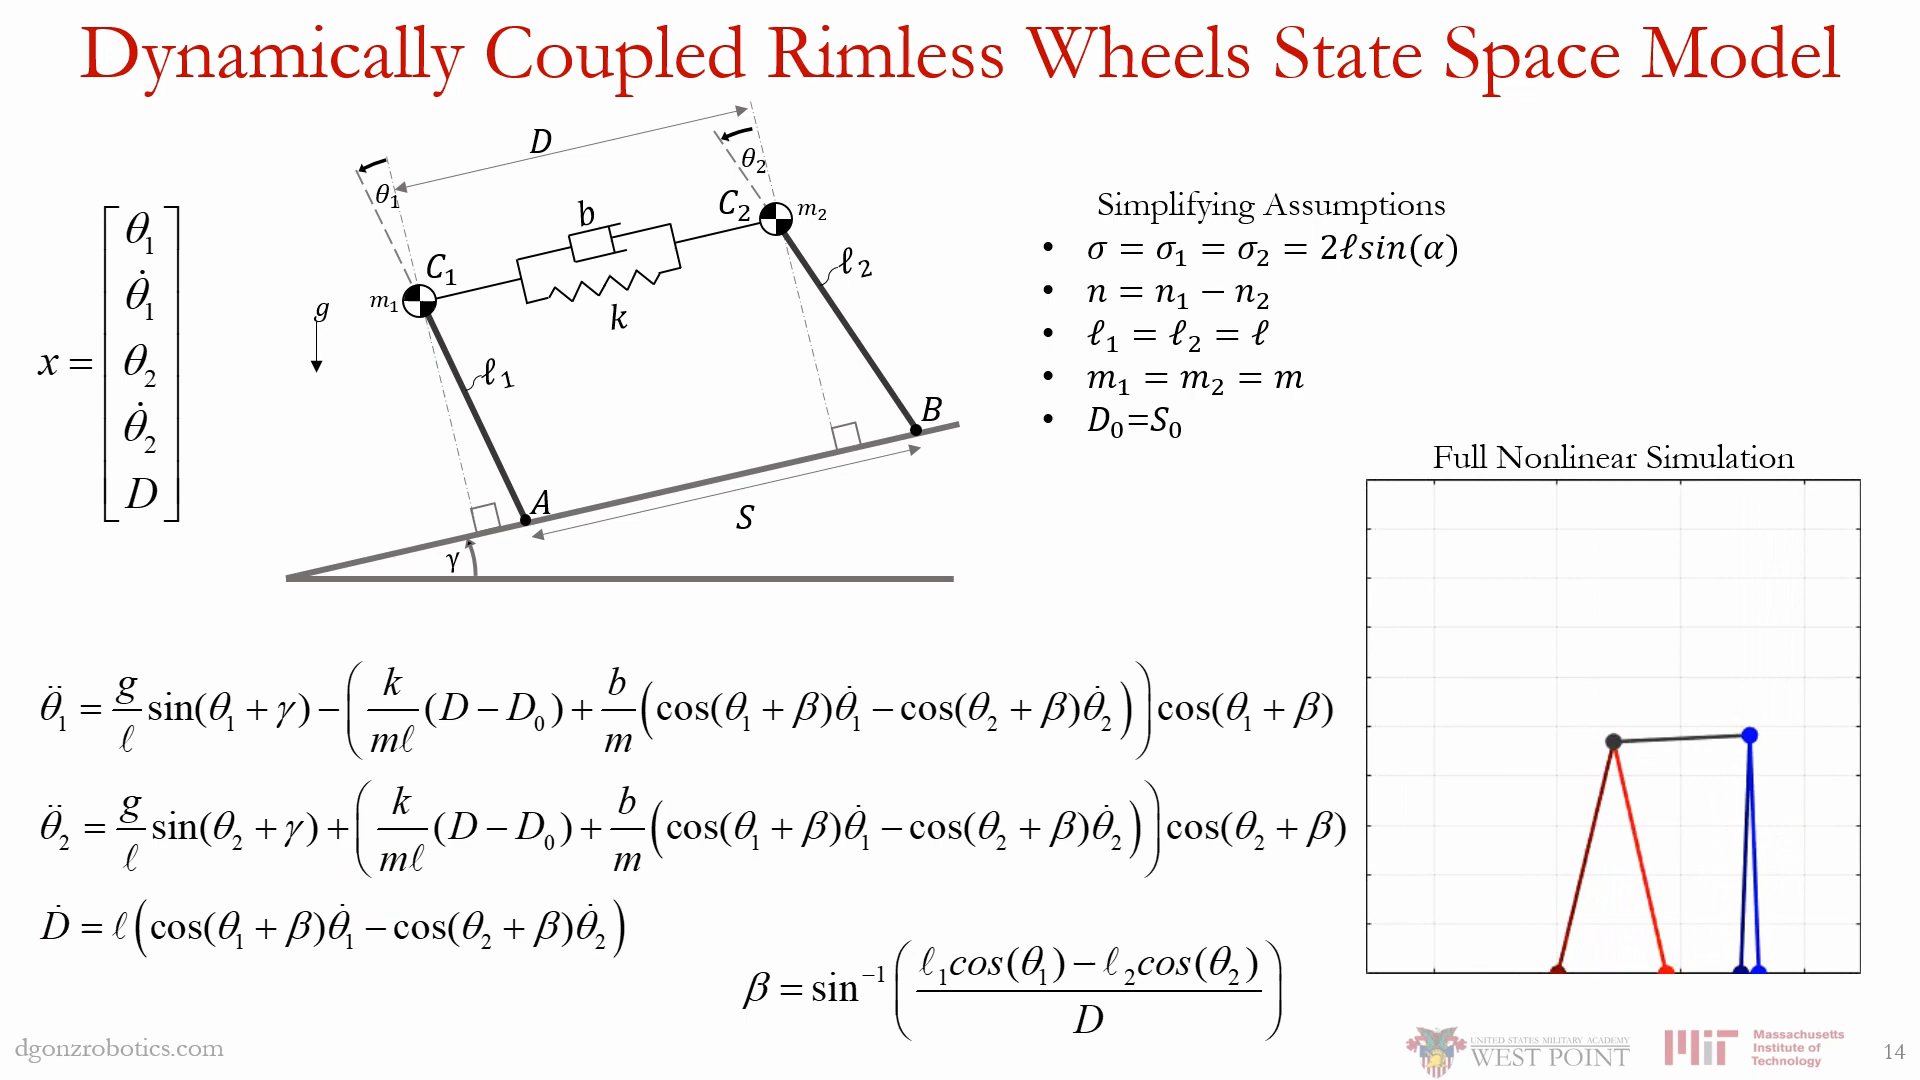 Dynamically Coupled Rimless Wheels State Space Model
x = [ θ₁ θ̇₁ θ₂ θ̇₂ D ]
D
θ₁
θ₂
b
C₁
C₂
m₁
m₂
k
g
ℓ₁
ℓ₂
A
B
S
γ
Simplifying Assumptions
• σ = σ₁ = σ₂ = 2ℓsin(α)
• n = n₁ − n₂
• ℓ₁ = ℓ₂ = ℓ
• m₁ = m₂ = m
• D₀=S₀
Full Nonlinear Simulation
θ̈₁ = g/ℓ sin(θ₁ + γ) − ( k/mℓ (D − D₀) + b/m ( cos(θ₁ + β)θ̇₁ − cos(θ₂ + β)θ̇₂ ) ) cos(θ₁ + β)
θ̈₂ = g/ℓ sin(θ₂ + γ) + ( k/mℓ (D − D₀) + b/m ( cos(θ₁ + β)θ̇₁ − cos(θ₂ + β)θ̇₂ ) ) cos(θ₂ + β)
Ḋ = ℓ ( cos(θ₁ + β)θ̇₁ − cos(θ₂ + β)θ̇₂ )
β = sin⁻¹ ( (ℓ₁cos(θ₁) − ℓ₂cos(θ₂)) / D )
dgonzrobotics.com
UNITED STATES MILITARY ACADEMY
WEST POINT
Massachusetts
Institute of
Technology
14